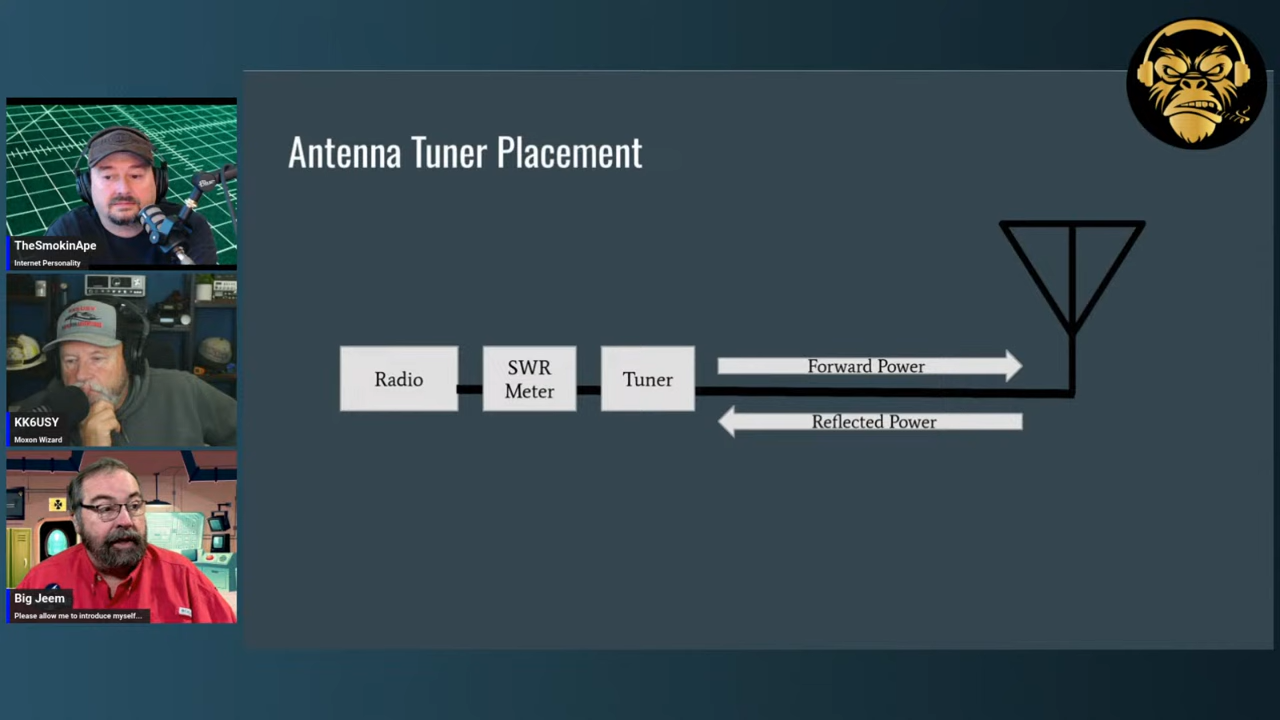 Antenna Tuner Placement
TheSmokinApe
Internet Personality
KK6USY
Moxon Wizard
Big Jeem
Please allow me to introduce myself...
Radio
SWR
Meter
Tuner
Forward Power
Reflected Power